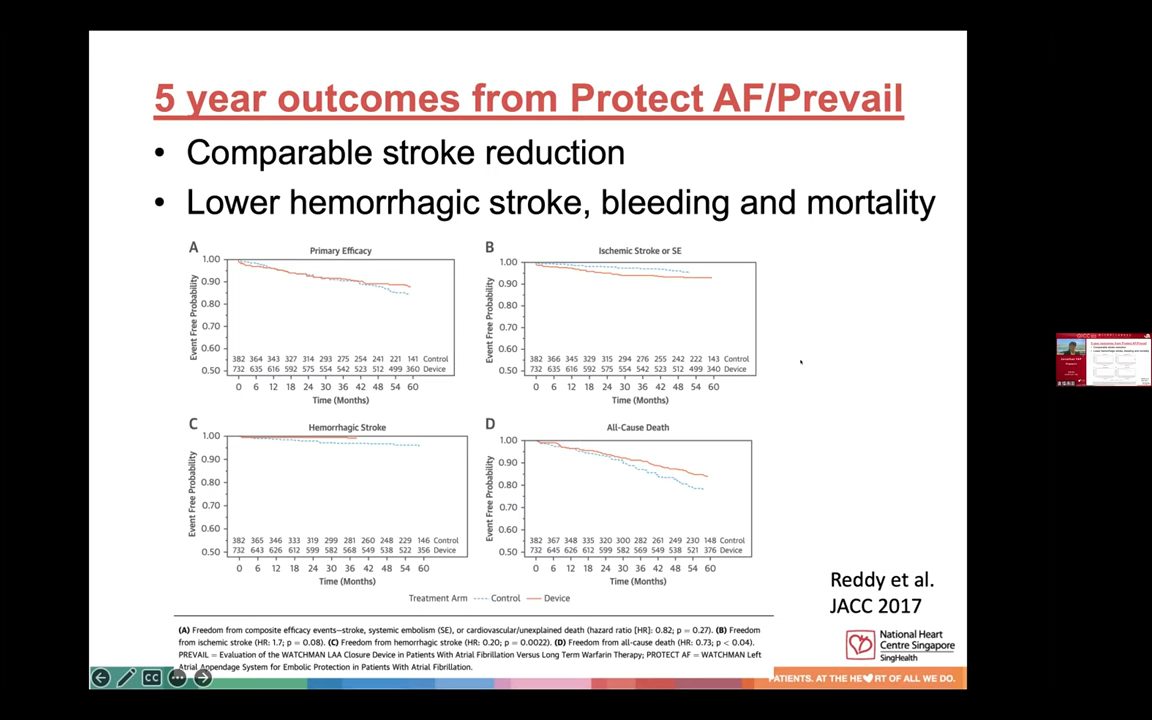 5 year outcomes from Protect AF/Prevail
• Comparable stroke reduction
• Lower hemorrhagic stroke, bleeding and mortality
A
Primary Efficacy
Event Free Probability
1.00
0.90
0.80
0.70
0.60
0.50
382 364 343 327 314 293 275 254 241 221 141 Control
732 635 616 592 575 554 542 523 512 499 360 Device
0 6 12 18 24 30 36 42 48 54 60
Time (Months)
B
Ischemic Stroke or SE
Event Free Probability
1.00
0.90
0.80
0.70
0.60
0.50
382 366 345 329 315 294 276 255 242 222 143 Control
732 635 616 592 575 554 542 523 512 499 340 Device
0 6 12 18 24 30 36 42 48 54 60
Time (Months)
C
Hemorrhagic Stroke
Event Free Probability
1.00
0.90
0.80
0.70
0.60
0.50
382 365 346 333 319 299 281 260 248 229 146 Control
732 643 626 612 599 582 568 549 538 522 356 Device
0 6 12 18 24 30 36 42 48 54 60
Time (Months)
D
All-Cause Death
Event Free Probability
1.00
0.90
0.80
0.70
0.60
0.50
382 367 348 335 320 300 282 261 249 230 148 Control
732 645 626 612 599 582 569 549 538 521 376 Device
0 6 12 18 24 30 36 42 48 54 60
Time (Months)
Treatment Arm Control Device
(A) Freedom from composite efficacy events—stroke, systemic embolism (SE), or cardiovascular/unexplained death (hazard ratio [HR]: 0.82; p = 0.27). (B) Freedom
from ischemic stroke (HR: 1.7; p = 0.08). (C) Freedom from hemorrhagic stroke (HR: 0.20; p = 0.0022). (D) Freedom from all-cause death (HR: 0.73; p < 0.04).
PREVAIL = Evaluation of the WATCHMAN LAA Closure Device in Patients With Atrial Fibrillation Versus Long Term Warfarin Therapy; PROTECT AF = WATCHMAN Left
Atrial Appendage System for Embolic Protection in Patients With Atrial Fibrillation.
Reddy et al.
JACC 2017
National Heart
Centre Singapore
SingHealth
CC
PATIENTS. AT THE HE RT OF ALL WE DO.